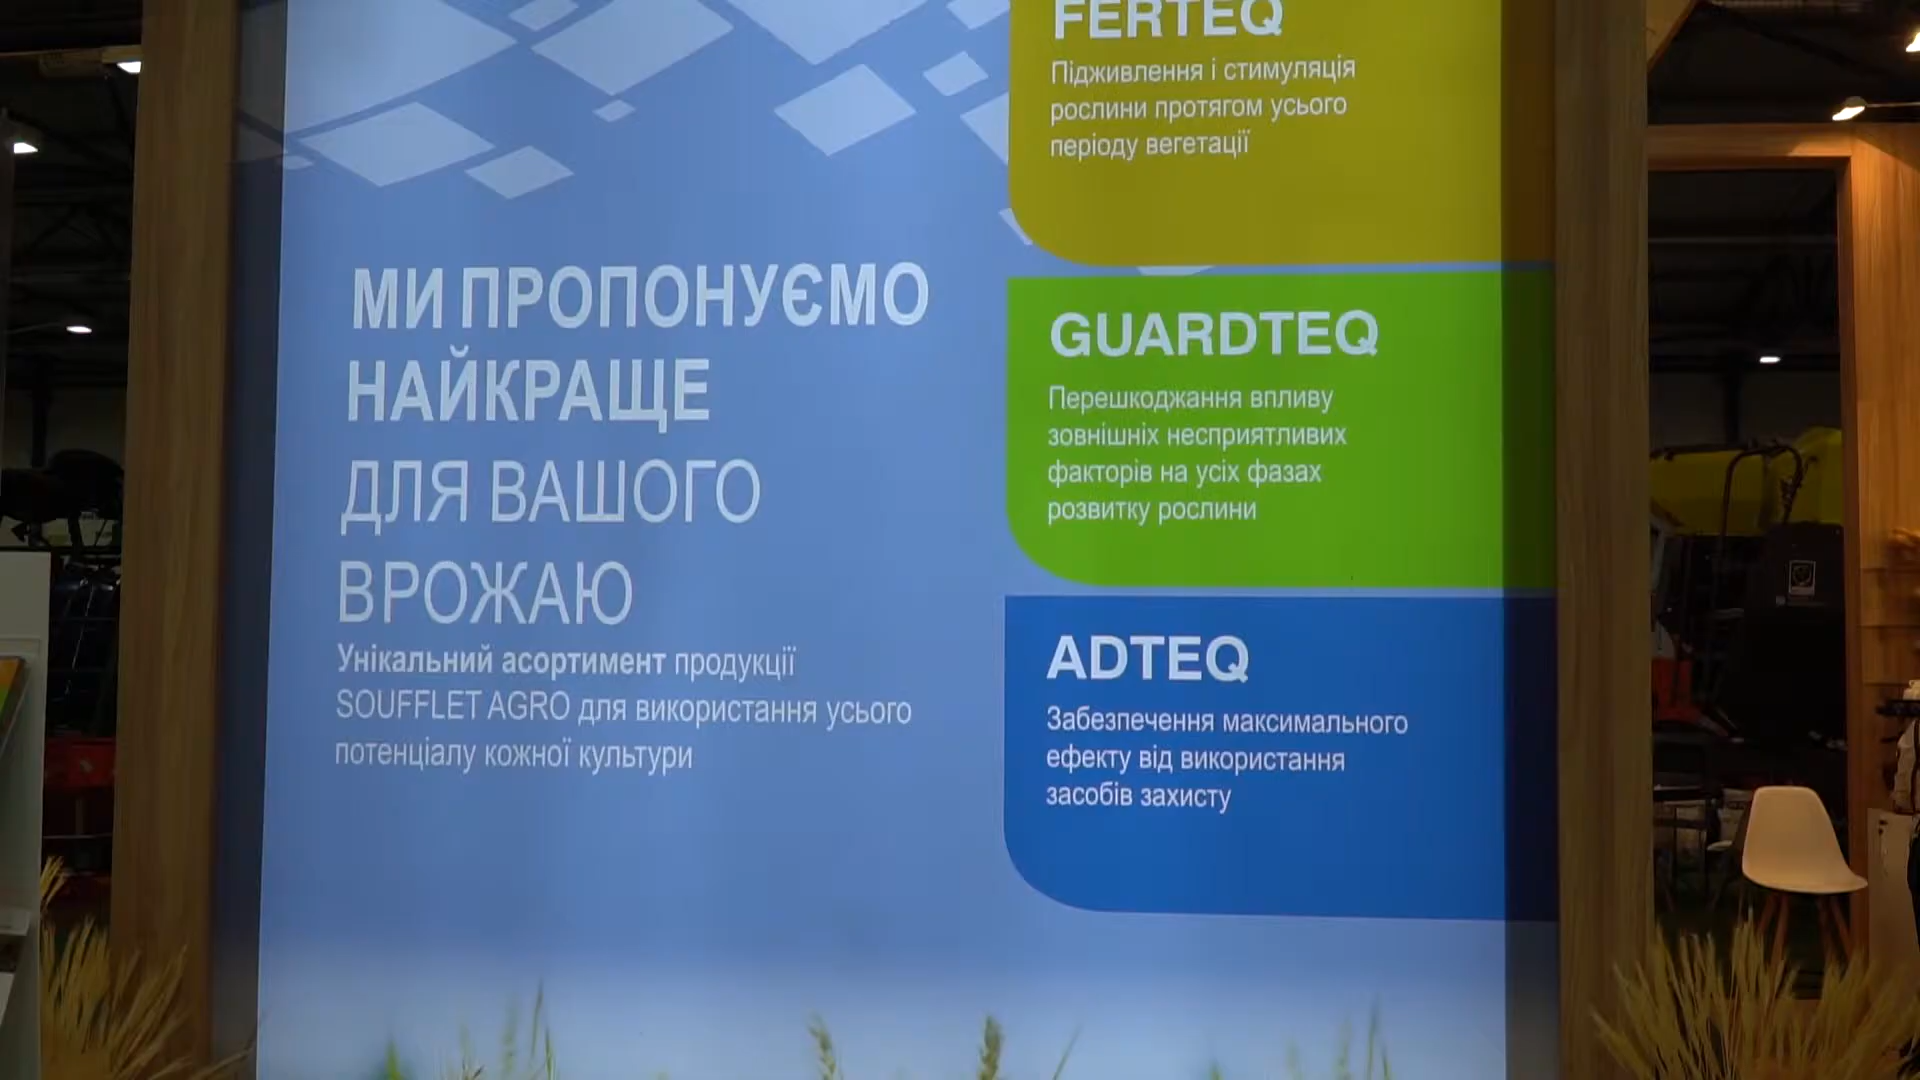 МИ ПРОПОНУЄМО
НАЙКРАЩЕ
ДЛЯ ВАШОГО
ВРОЖАЮ
Унікальний асортимент продукції
SOUFFLET AGRO для використання усього
потенціалу кожної культури
FERTEQ
Підживлення і стимуляція
рослини протягом усього
періоду вегетації
GUARDTEQ
Перешкоджання впливу
зовнішніх несприятливих
факторів на усіх фазах
розвитку рослини
ADTEQ
Забезпечення максимального
ефекту від використання
засобів захисту